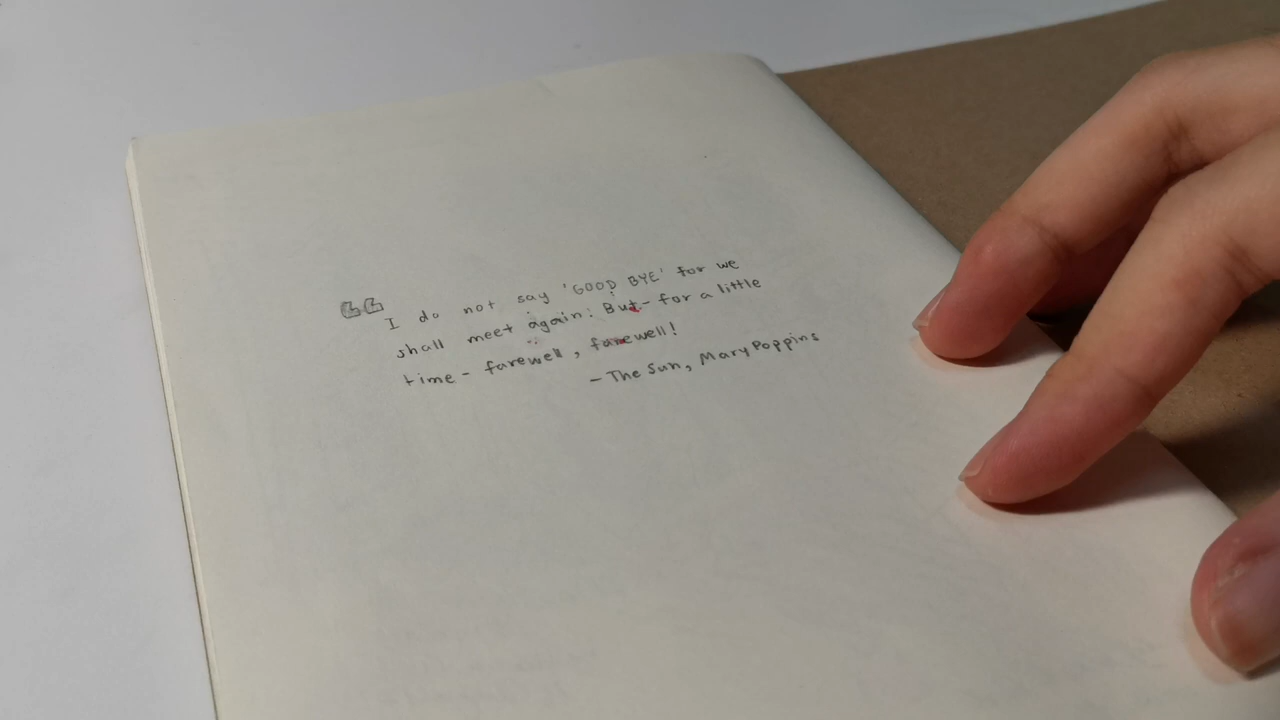 “ I do not say 'GOOD BYE' for we
shall meet again: But - for a little
time - farewell, farewell!
- The Sun, Mary Poppins